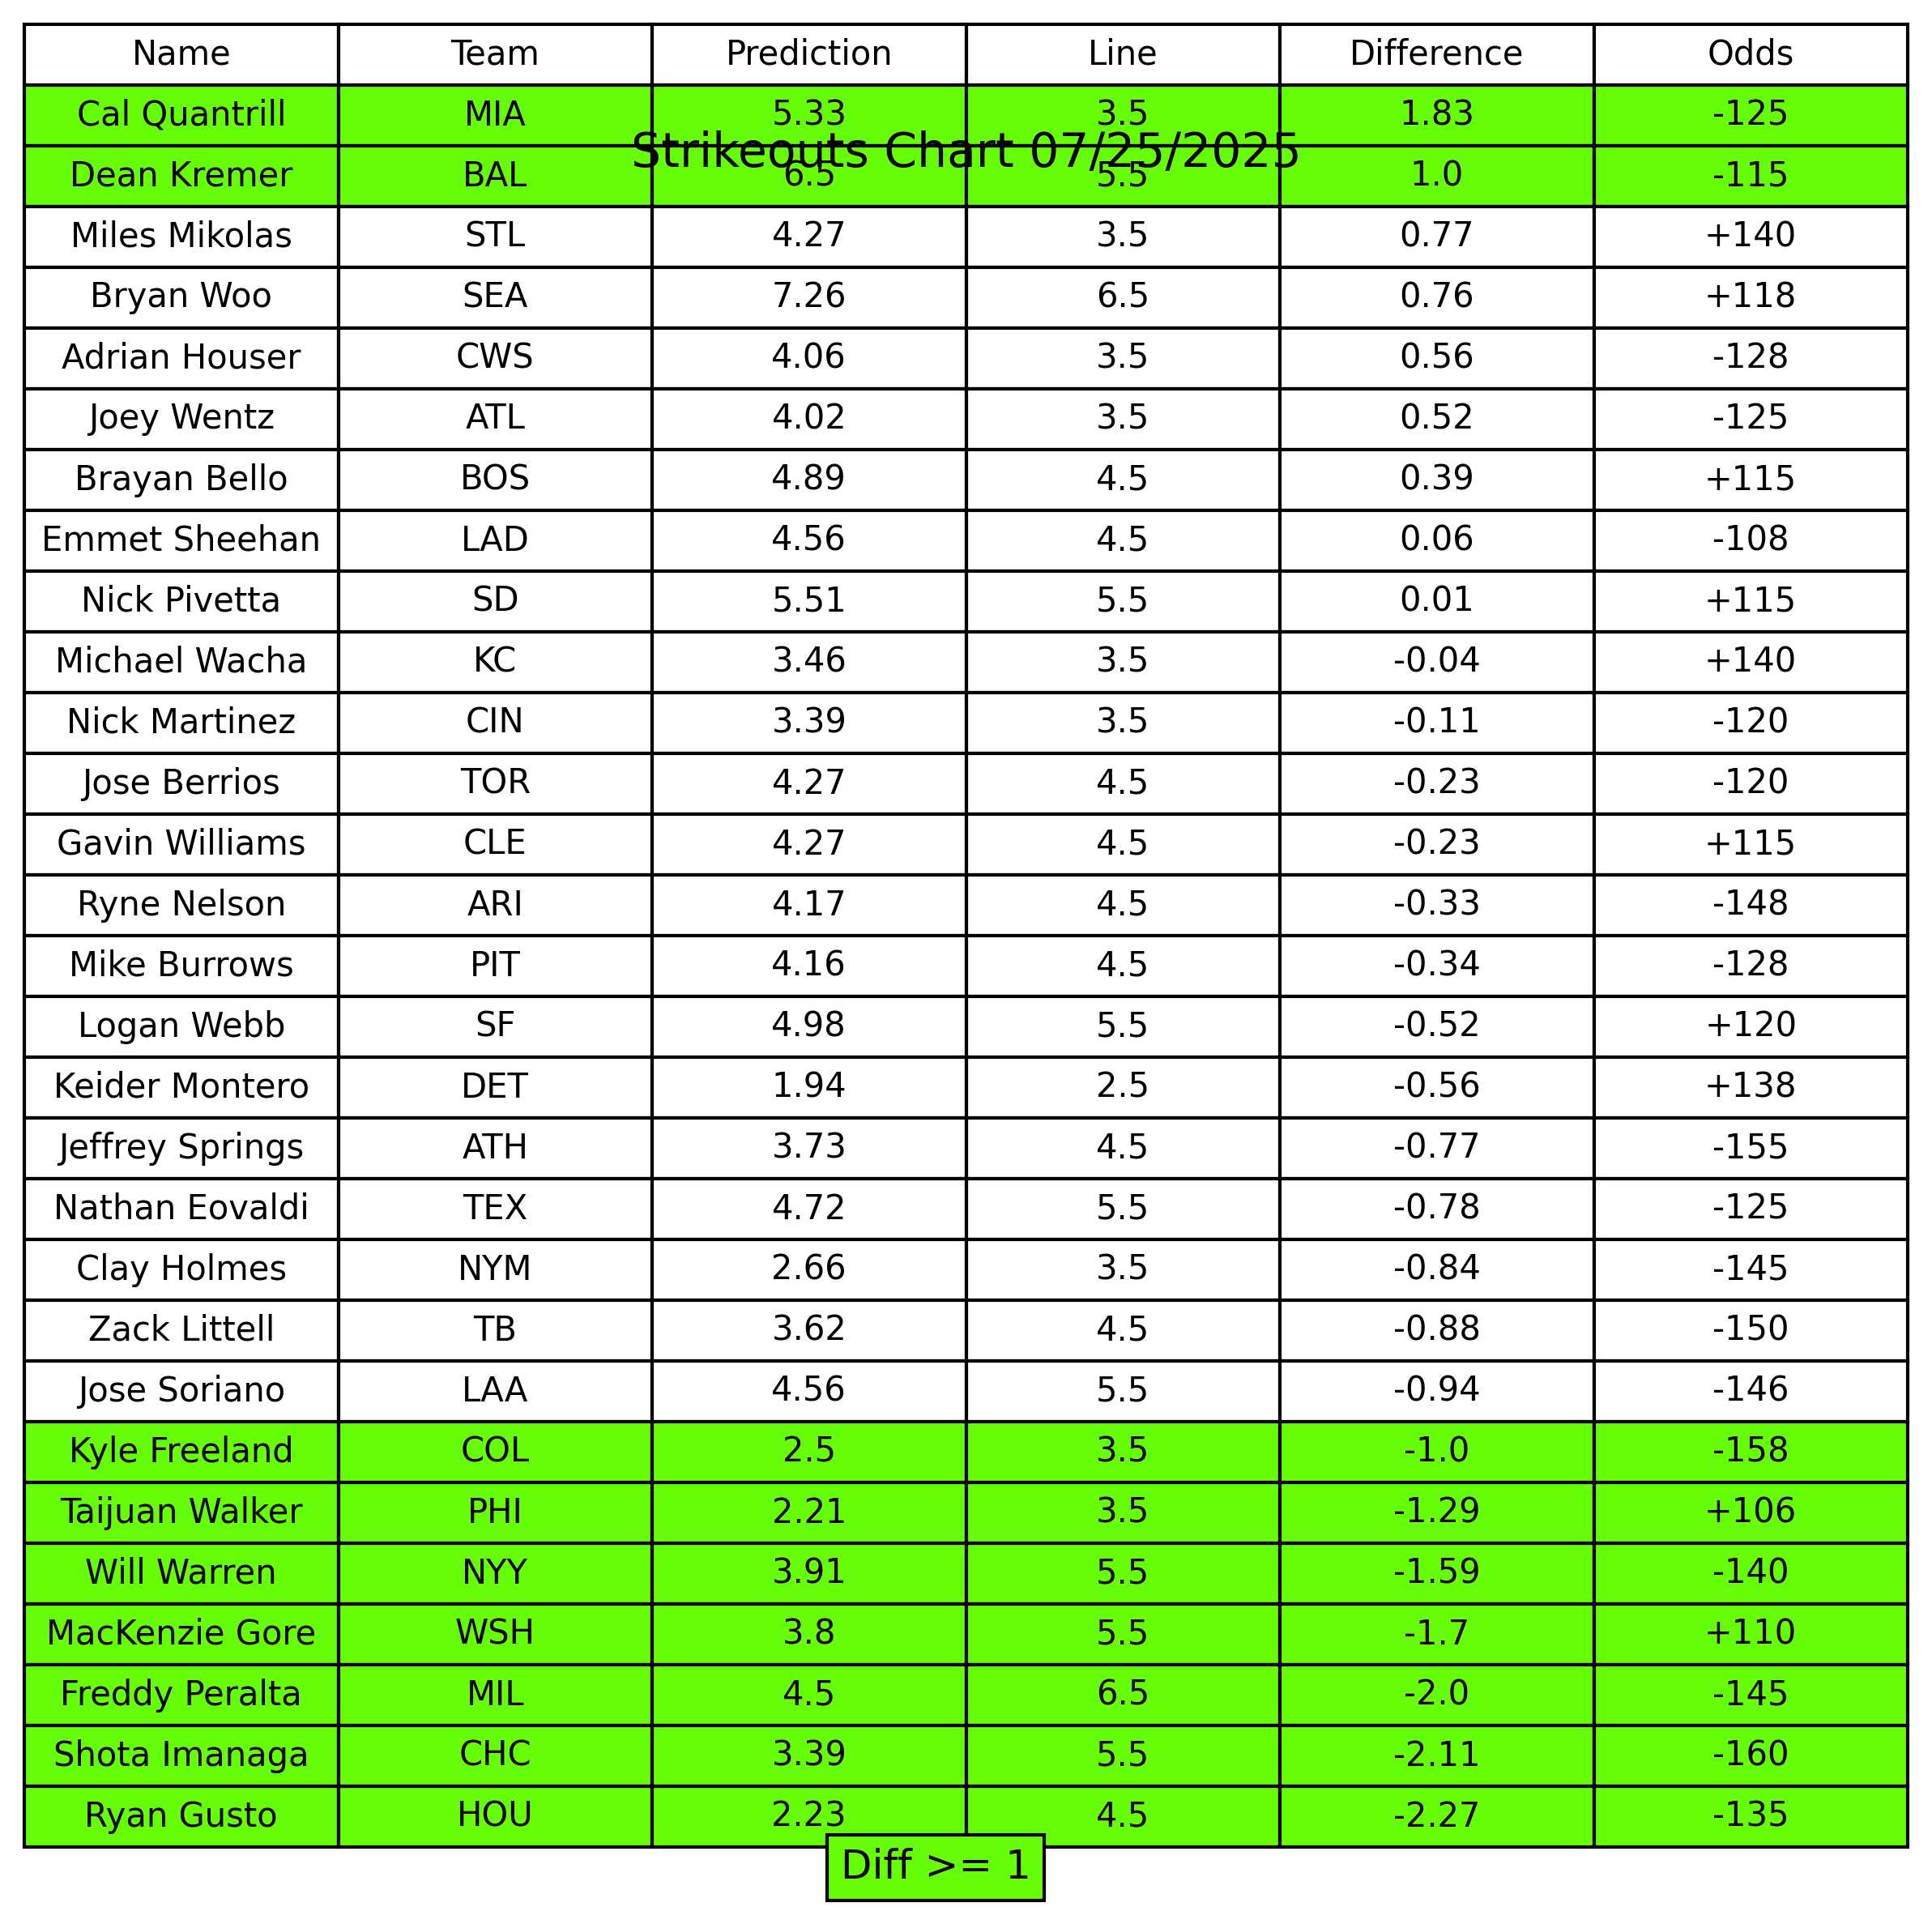 Name Team Prediction Line Difference Odds
Cal Quantrill MIA 5.33 3.5 1.83 -125
Strikeouts Chart 07/25/2025
Dean Kremer BAL 6.5 5.5 1.0 -115
Miles Mikolas STL 4.27 3.5 0.77 +140
Bryan Woo SEA 7.26 6.5 0.76 +118
Adrian Houser CWS 4.06 3.5 0.56 -128
Joey Wentz ATL 4.02 3.5 0.52 -125
Brayan Bello BOS 4.89 4.5 0.39 +115
Emmet Sheehan LAD 4.56 4.5 0.06 -108
Nick Pivetta SD 5.51 5.5 0.01 +115
Michael Wacha KC 3.46 3.5 -0.04 +140
Nick Martinez CIN 3.39 3.5 -0.11 -120
Jose Berrios TOR 4.27 4.5 -0.23 -120
Gavin Williams CLE 4.27 4.5 -0.23 +115
Ryne Nelson ARI 4.17 4.5 -0.33 -148
Mike Burrows PIT 4.16 4.5 -0.34 -128
Logan Webb SF 4.98 5.5 -0.52 +120
Keider Montero DET 1.94 2.5 -0.56 +138
Jeffrey Springs ATH 3.73 4.5 -0.77 -155
Nathan Eovaldi TEX 4.72 5.5 -0.78 -125
Clay Holmes NYM 2.66 3.5 -0.84 -145
Zack Littell TB 3.62 4.5 -0.88 -150
Jose Soriano LAA 4.56 5.5 -0.94 -146
Kyle Freeland COL 2.5 3.5 -1.0 -158
Taijuan Walker PHI 2.21 3.5 -1.29 +106
Will Warren NYY 3.91 5.5 -1.59 -140
MacKenzie Gore WSH 3.8 5.5 -1.7 +110
Freddy Peralta MIL 4.5 6.5 -2.0 -145
Shota Imanaga CHC 3.39 5.5 -2.11 -160
Ryan Gusto HOU 2.23 4.5 -2.27 -135
Diff >= 1